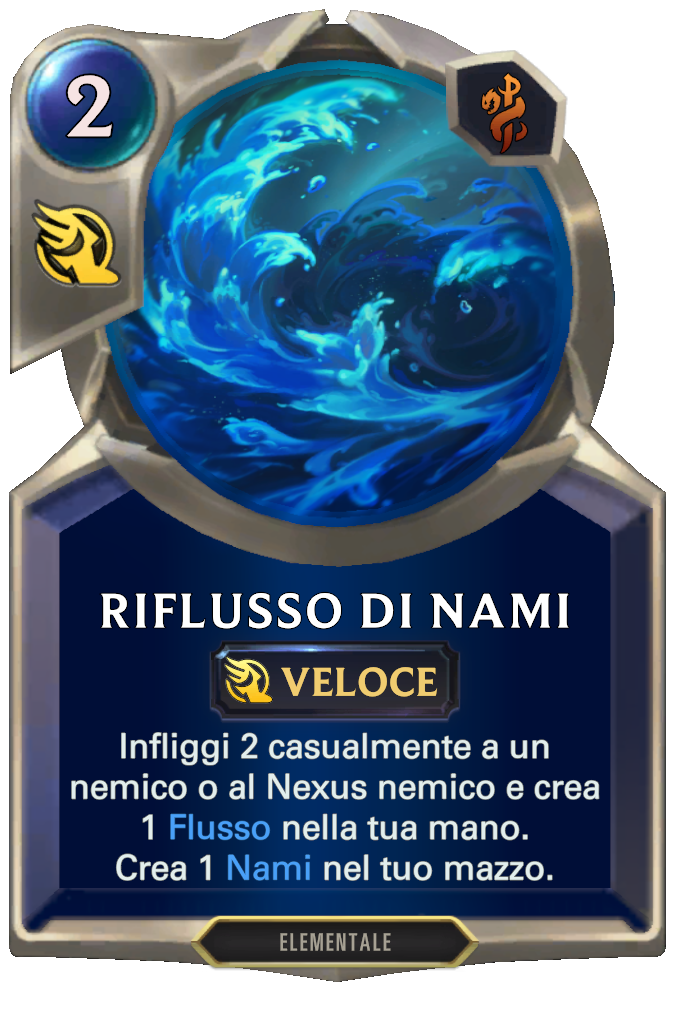 2
RIFLUSSO DI NAMI
VELOCE
Infliggi 2 casualmente a un
nemico o al Nexus nemico e crea
1 Flusso nella tua mano.
Crea 1 Nami nel tuo mazzo.
ELEMENTALE